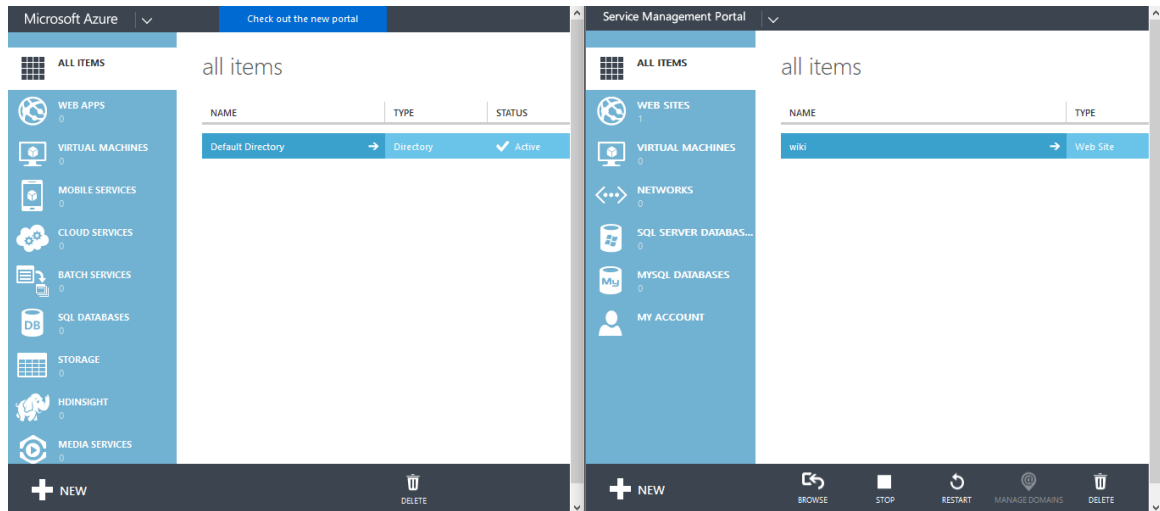 Microsoft Azure
Check out the new portal
ALL ITEMS
WEB APPS
0
VIRTUAL MACHINES
0
MOBILE SERVICES
0
CLOUD SERVICES
0
BATCH SERVICES
0
SQL DATABASES
0
DB
STORAGE
0
HDINSIGHT
0
MEDIA SERVICES
0
all items
NAME TYPE STATUS
Default Directory Directory Active
NEW
DELETE
Service Management Portal
ALL ITEMS
WEB SITES
1
VIRTUAL MACHINES
0
NETWORKS
0
SQL SERVER DATABAS...
0
MYSQL DATABASES
0
My
MY ACCOUNT
all items
NAME TYPE
wiki Web Site
NEW
BROWSE STOP RESTART MANAGE DOMAINS DELETE